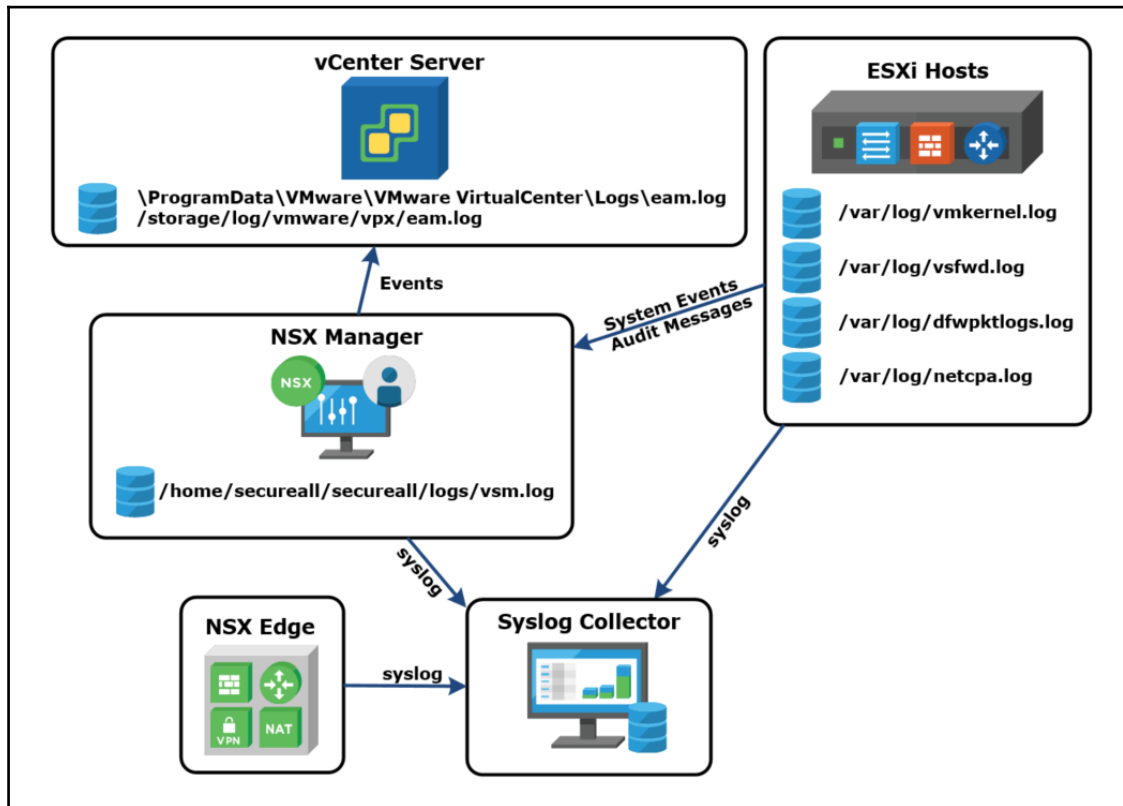 vCenter Server
\ProgramData\VMware\VMware VirtualCenter\Logs\eam.log
/storage/log/vmware/vpx/eam.log
ESXi Hosts
/var/log/vmkernel.log
/var/log/vsfwd.log
/var/log/dfwpktlogs.log
/var/log/netcpa.log
Events
System Events
Audit Messages
NSX Manager
NSX
/home/secureall/secureall/logs/vsm.log
syslog
syslog
NSX Edge
VPN
NAT
syslog
Syslog Collector